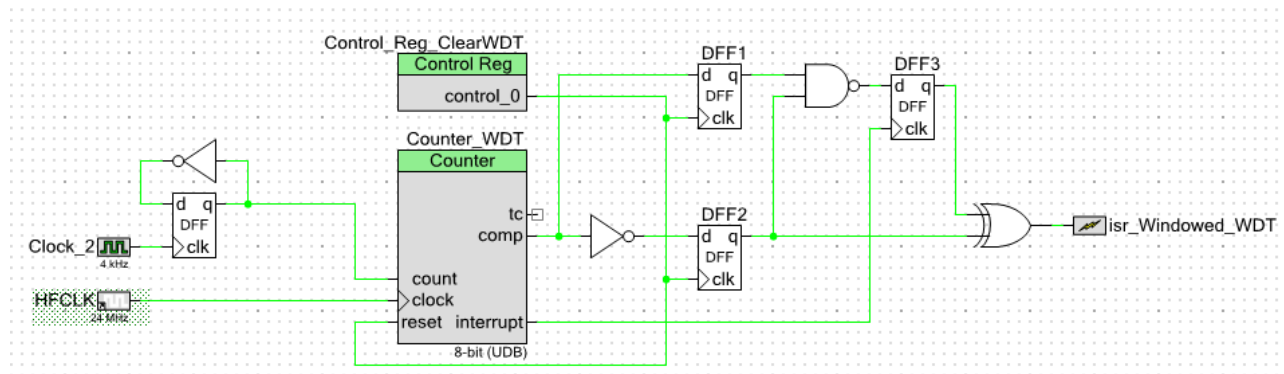 Control_Reg_ClearWDT
Control Reg
control_0
Counter_WDT
Counter
tc
comp
count
clock
reset interrupt
8-bit (UDB)
d q
DFF
clk
Clock_2
4 kHz
HFCLK
24 MHz
DFF1
d q
DFF
clk
DFF2
d q
DFF
clk
DFF3
d q
DFF
clk
isr_Windowed_WDT